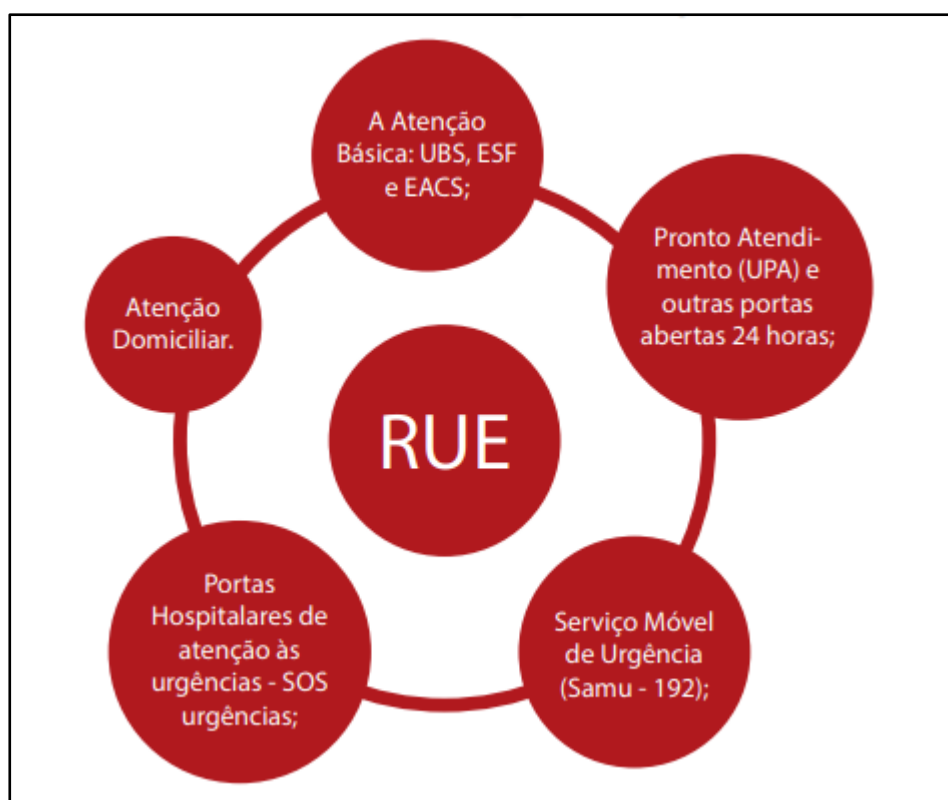 A Atenção
Básica: UBS, ESF
e EACS;
Pronto Atendi-
mento (UPA) e
outras portas
abertas 24 horas;
Atenção
Domiciliar.
RUE
Portas
Hospitalares de
atenção às
urgências - SOS
urgências;
Serviço Móvel
de Urgência
(Samu - 192);